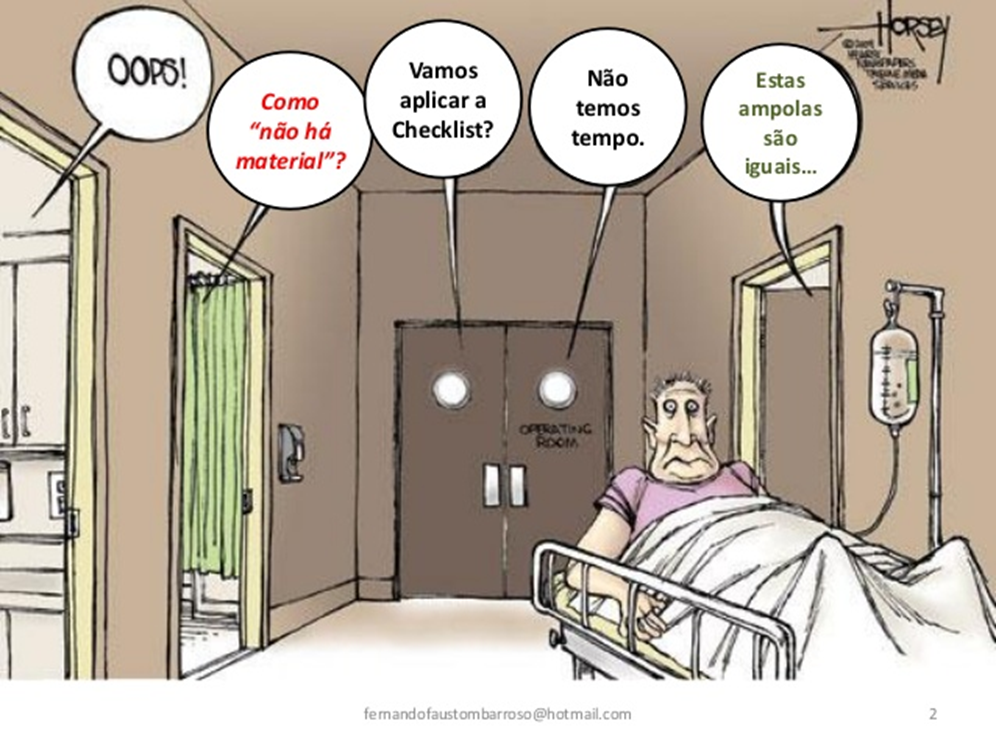 OOPS!
Como
“não há
material”?
Vamos
aplicar a
Checklist?
Não
temos
tempo.
Estas
ampolas
são
iguais...
HORSEY
OPERATING
ROOM
fernandofaustombarroso@hotmail.com
2